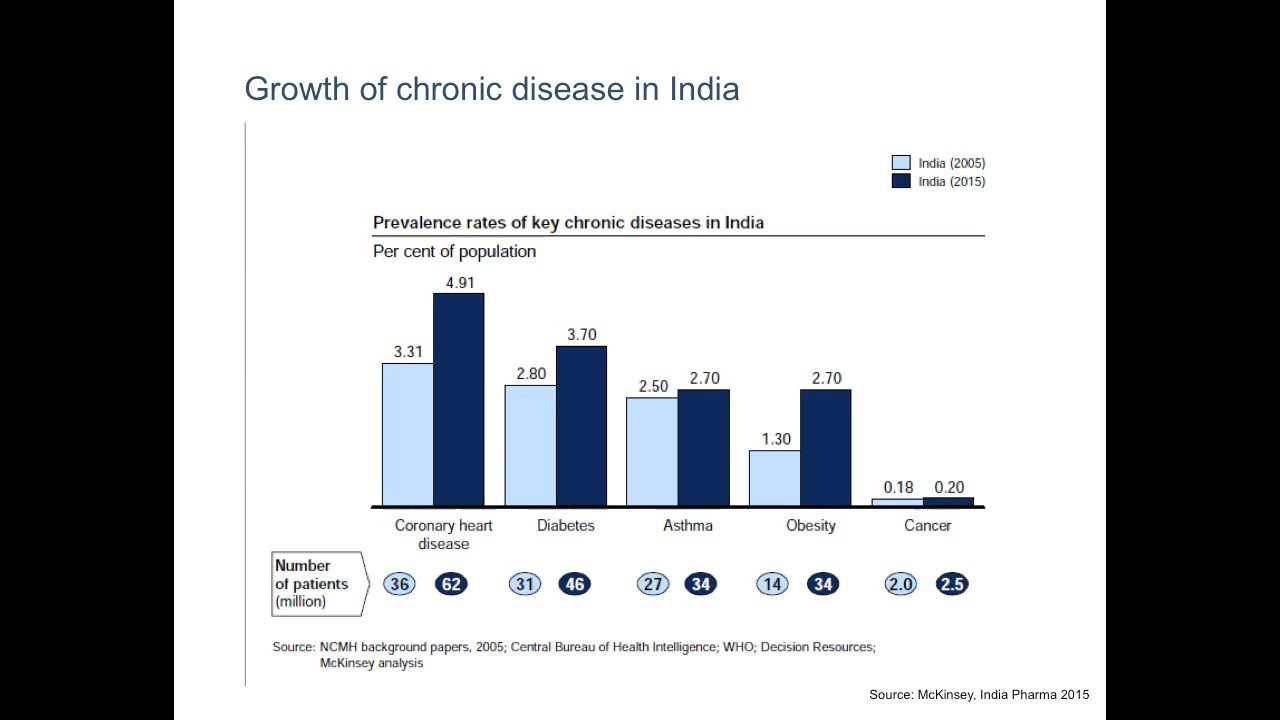 Growth of chronic disease in India
India (2005)
India (2015)
Prevalence rates of key chronic diseases in India
Per cent of population
3.31
4.91
2.80
3.70
2.50
2.70
1.30
2.70
0.18
0.20
Coronary heart
disease
Diabetes
Asthma
Obesity
Cancer
Number
of patients
(million)
36
62
31
46
27
34
14
34
2.0
2.5
Source: NCMH background papers, 2005; Central Bureau of Health Intelligence; WHO; Decision Resources;
McKinsey analysis
Source: McKinsey, India Pharma 2015